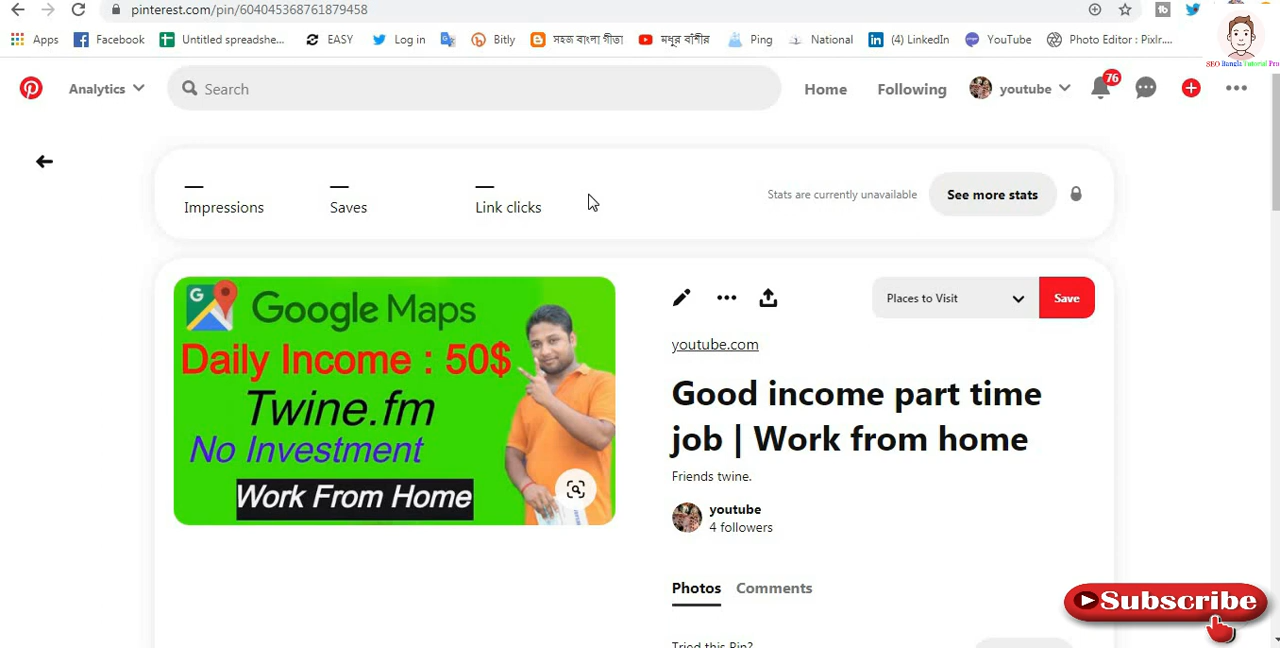 pinterest.com/pin/604045368761879458
Apps Facebook Untitled spreadshe... EASY Log in Bitly সহজ বাংলা গীতা মধুর বাঁশীর Ping National (4) LinkedIn YouTube Photo Editor : Pixlr....
SEO Bangla Tutorial Pro
Analytics Search Home Following youtube 76
Impressions Saves Link clicks
Stats are currently unavailable See more stats
Google Maps
Daily Income : 50$
Twine.fm
No Investment
Work From Home
Places to Visit Save
youtube.com
Good income part time
job | Work from home
Friends twine.
youtube
4 followers
Photos Comments
Subscribe
Tried this Pin?